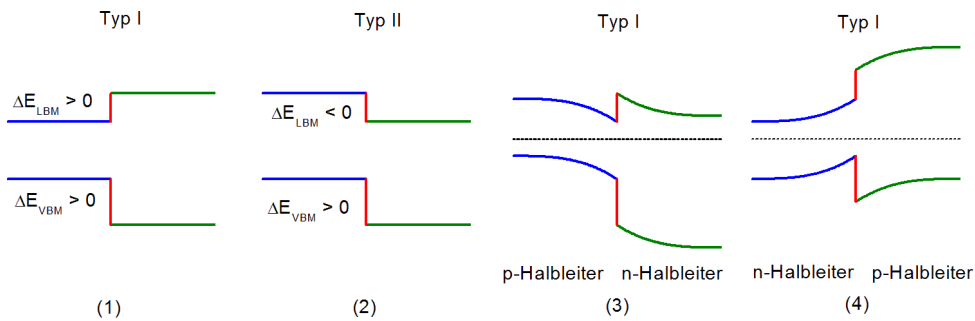 Typ I
Typ II
Typ I
Typ I
ΔE_LBM > 0
ΔE_LBM < 0
ΔE_VBM > 0
ΔE_VBM > 0
p-Halbleiter n-Halbleiter
n-Halbleiter p-Halbleiter
(1)
(2)
(3)
(4)